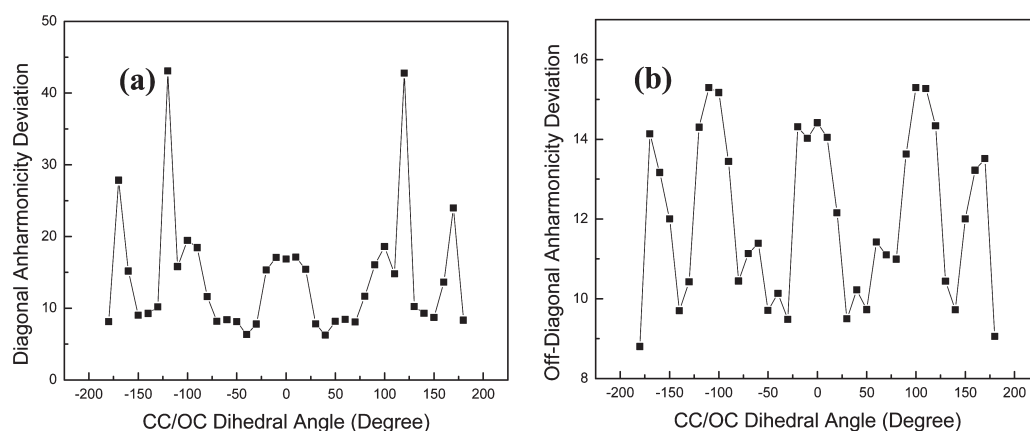 (a)
Diagonal Anharmonicity Deviation
50
40
30
20
10
0
-200 -150 -100 -50 0 50 100 150 200
CC/OC Dihedral Angle (Degree)
(b)
Off-Diagonal Anharmonicity Deviation
16
14
12
10
8
-200 -150 -100 -50 0 50 100 150 200
CC/OC Dihedral Angle (Degree)